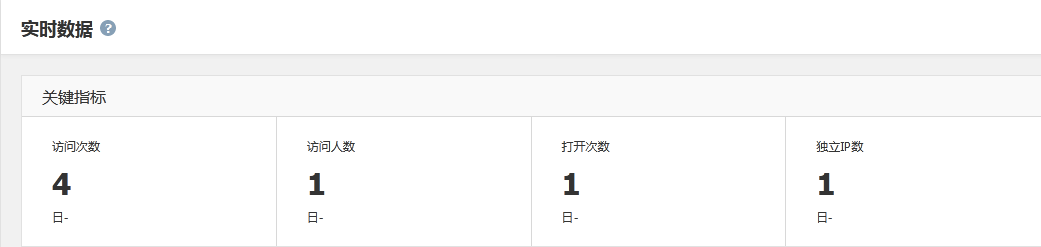 实时数据 ?
关键指标
访问次数
4
日-
访问人数
1
日-
打开次数
1
日-
独立IP数
1
日-